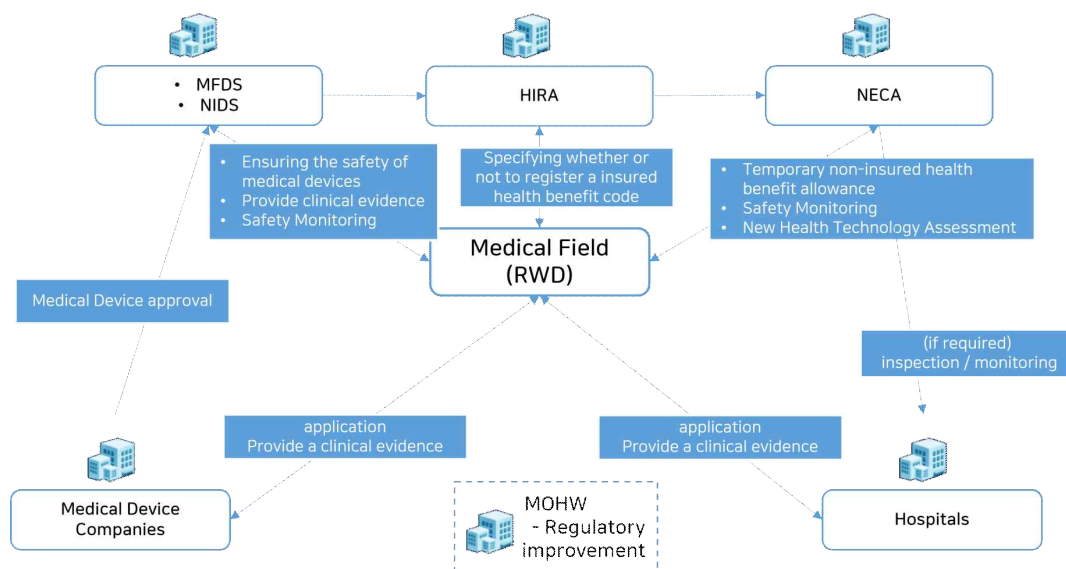 • MFDS
• NIDS
HIRA
NECA
• Ensuring the safety of
medical devices
• Provide clinical evidence
• Safety Monitoring
Specifying whether or
not to register a insured
health benefit code
• Temporary non-insured health
benefit allowance
• Safety Monitoring
• New Health Technology Assessment
Medical Field
(RWD)
Medical Device approval
(if required)
inspection / monitoring
application
Provide a clinical evidence
application
Provide a clinical evidence
Medical Device
Companies
MOHW
- Regulatory
improvement
Hospitals